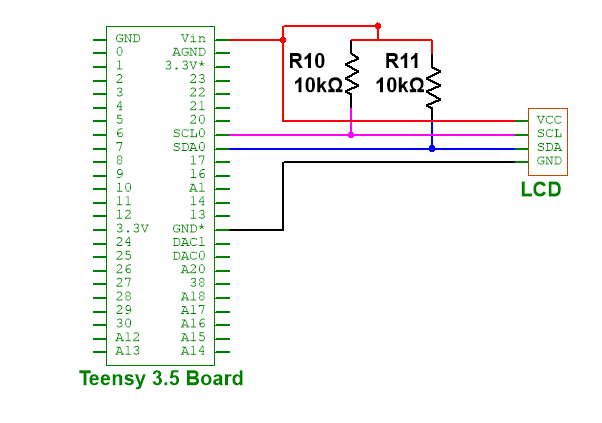 GND Vin
0 AGND
1 3.3V*
2 23
3 22
4 21
5 20
6 SCL0
7 SDA0
8 17
9 16
10 A1
11 14
12 13
3.3V GND*
24 DAC1
25 DAC0
26 A20
27 38
28 A18
29 A17
30 A16
A12 A15
A13 A14
Teensy 3.5 Board
R10
10kΩ
R11
10kΩ
VCC
SCL
SDA
GND
LCD